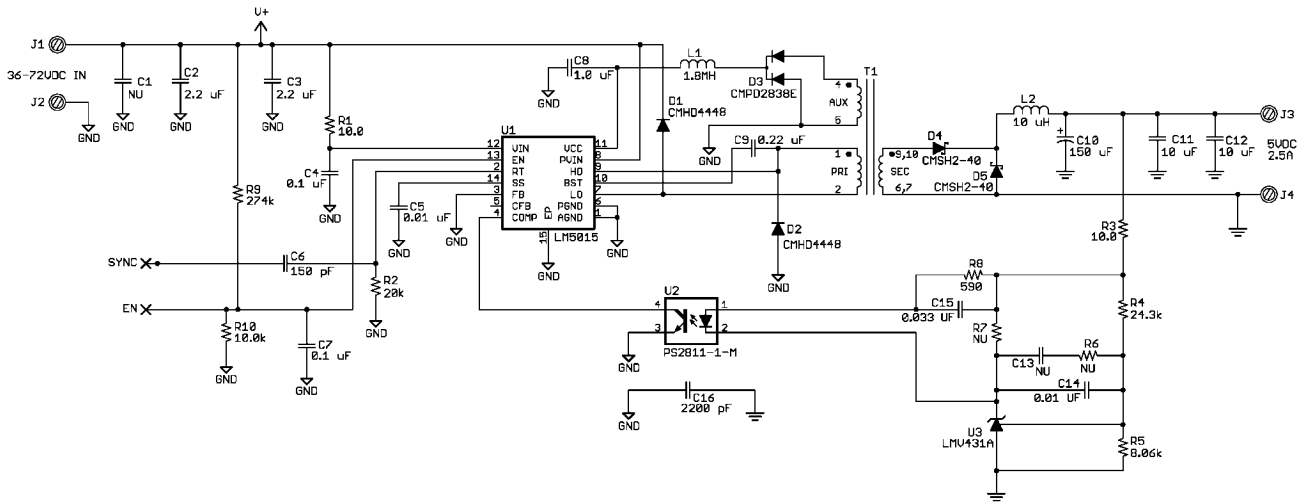 V+
J1
36-72VDC IN
J2
GND
C1
NU
GND
C2
2.2 uF
GND
C3
2.2 uF
GND
R1
10.0
C4
0.1 uF
GND
R9
274k
C8
1.0 uF
GND
L1
1.8MH
D3
CMPD2838E
GND
D1
CMHD4448
T1
4
AUX
5
C9 0.22 uF
1
PRI
2
9,10
SEC
6,7
D4
CMSH2-40
D5
CMSH2-40
L2
10 uH
C10
150 uF
C11
10 uF
C12
10 uF
J3
5VDC
2.5A
J4
U1
12 VIN VCC 11
13 EN PVIN 8
2 RT HO 9
14 SS BST 10
3 FB LO 7
5 CFB PGND 6
4 COMP AGND 1
EP
15
LM5015
GND
GND
GND
C5
0.01 uF
GND
D2
CMHD4448
GND
SYNC
C6
150 pF
R2
20k
GND
EN
R10
10.0k
GND
C7
0.1 uF
GND
U2
4
3
1
2
PS2811-1-M
GND
C16
2200 pF
GND
R8
590
C15
0.033 UF
R7
NU
R3
10.0
R4
24.3k
C13
NU
R6
NU
C14
0.01 UF
U3
LMV431A
R5
8.06k